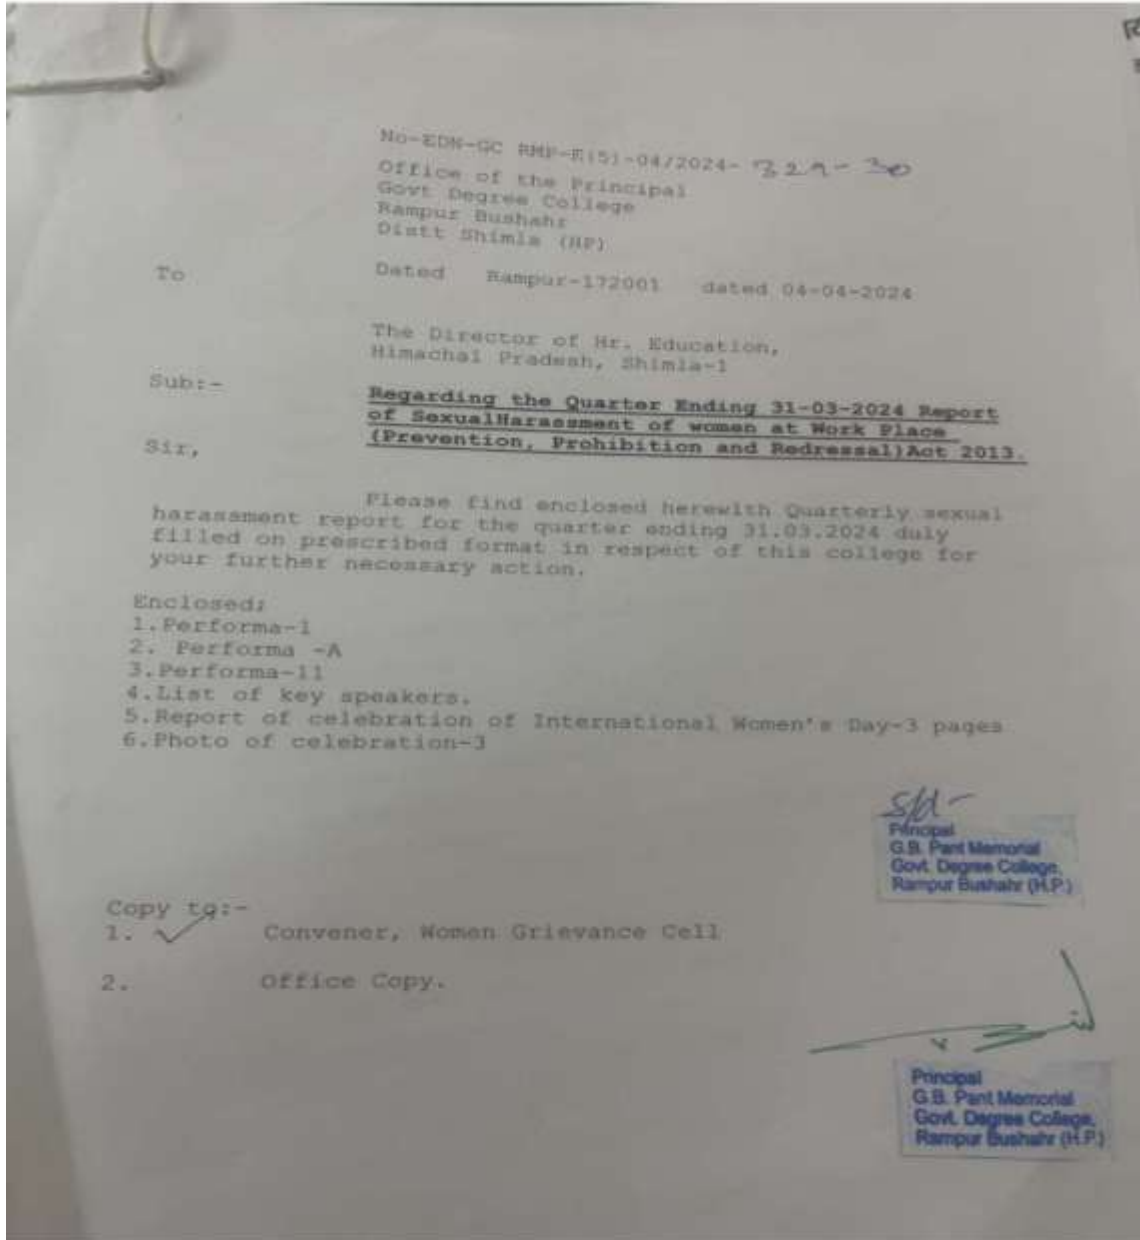 No-EDN-GC RMP-E(5)-04/2024- 329-30
Office of the Principal
Govt Degree College
Rampur Bushahr
Distt Shimla (HP)
To
Dated Rampur-172001 dated 04-04-2024
The Director of Hr. Education,
Himachal Pradesh, Shimla-1
Sub:-
Regarding the Quarter Ending 31-03-2024 Report
of SexualHarassment of women at Work Place
(Prevention, Prohibition and Redressal)Act 2013.
Sir,
Please find enclosed herewith Quarterly sexual
harassment report for the quarter ending 31.03.2024 duly
filled on prescribed format in respect of this college for
your further necessary action.
Enclosed;
1.Performa-1
2. Performa -A
3.Performa-11
4.List of key speakers.
5.Report of celebration of International Women's Day-3 pages
6.Photo of celebration-3
S/d-
Principal
G.B. Pant Memorial
Govt. Degree College,
Rampur Bushahr (H.P.)
Copy to:-
1. ✓ Convener, Women Grievance Cell
2. Office Copy.
Principal
G.B. Pant Memorial
Govt. Degree College,
Rampur Bushahr (H.P.)